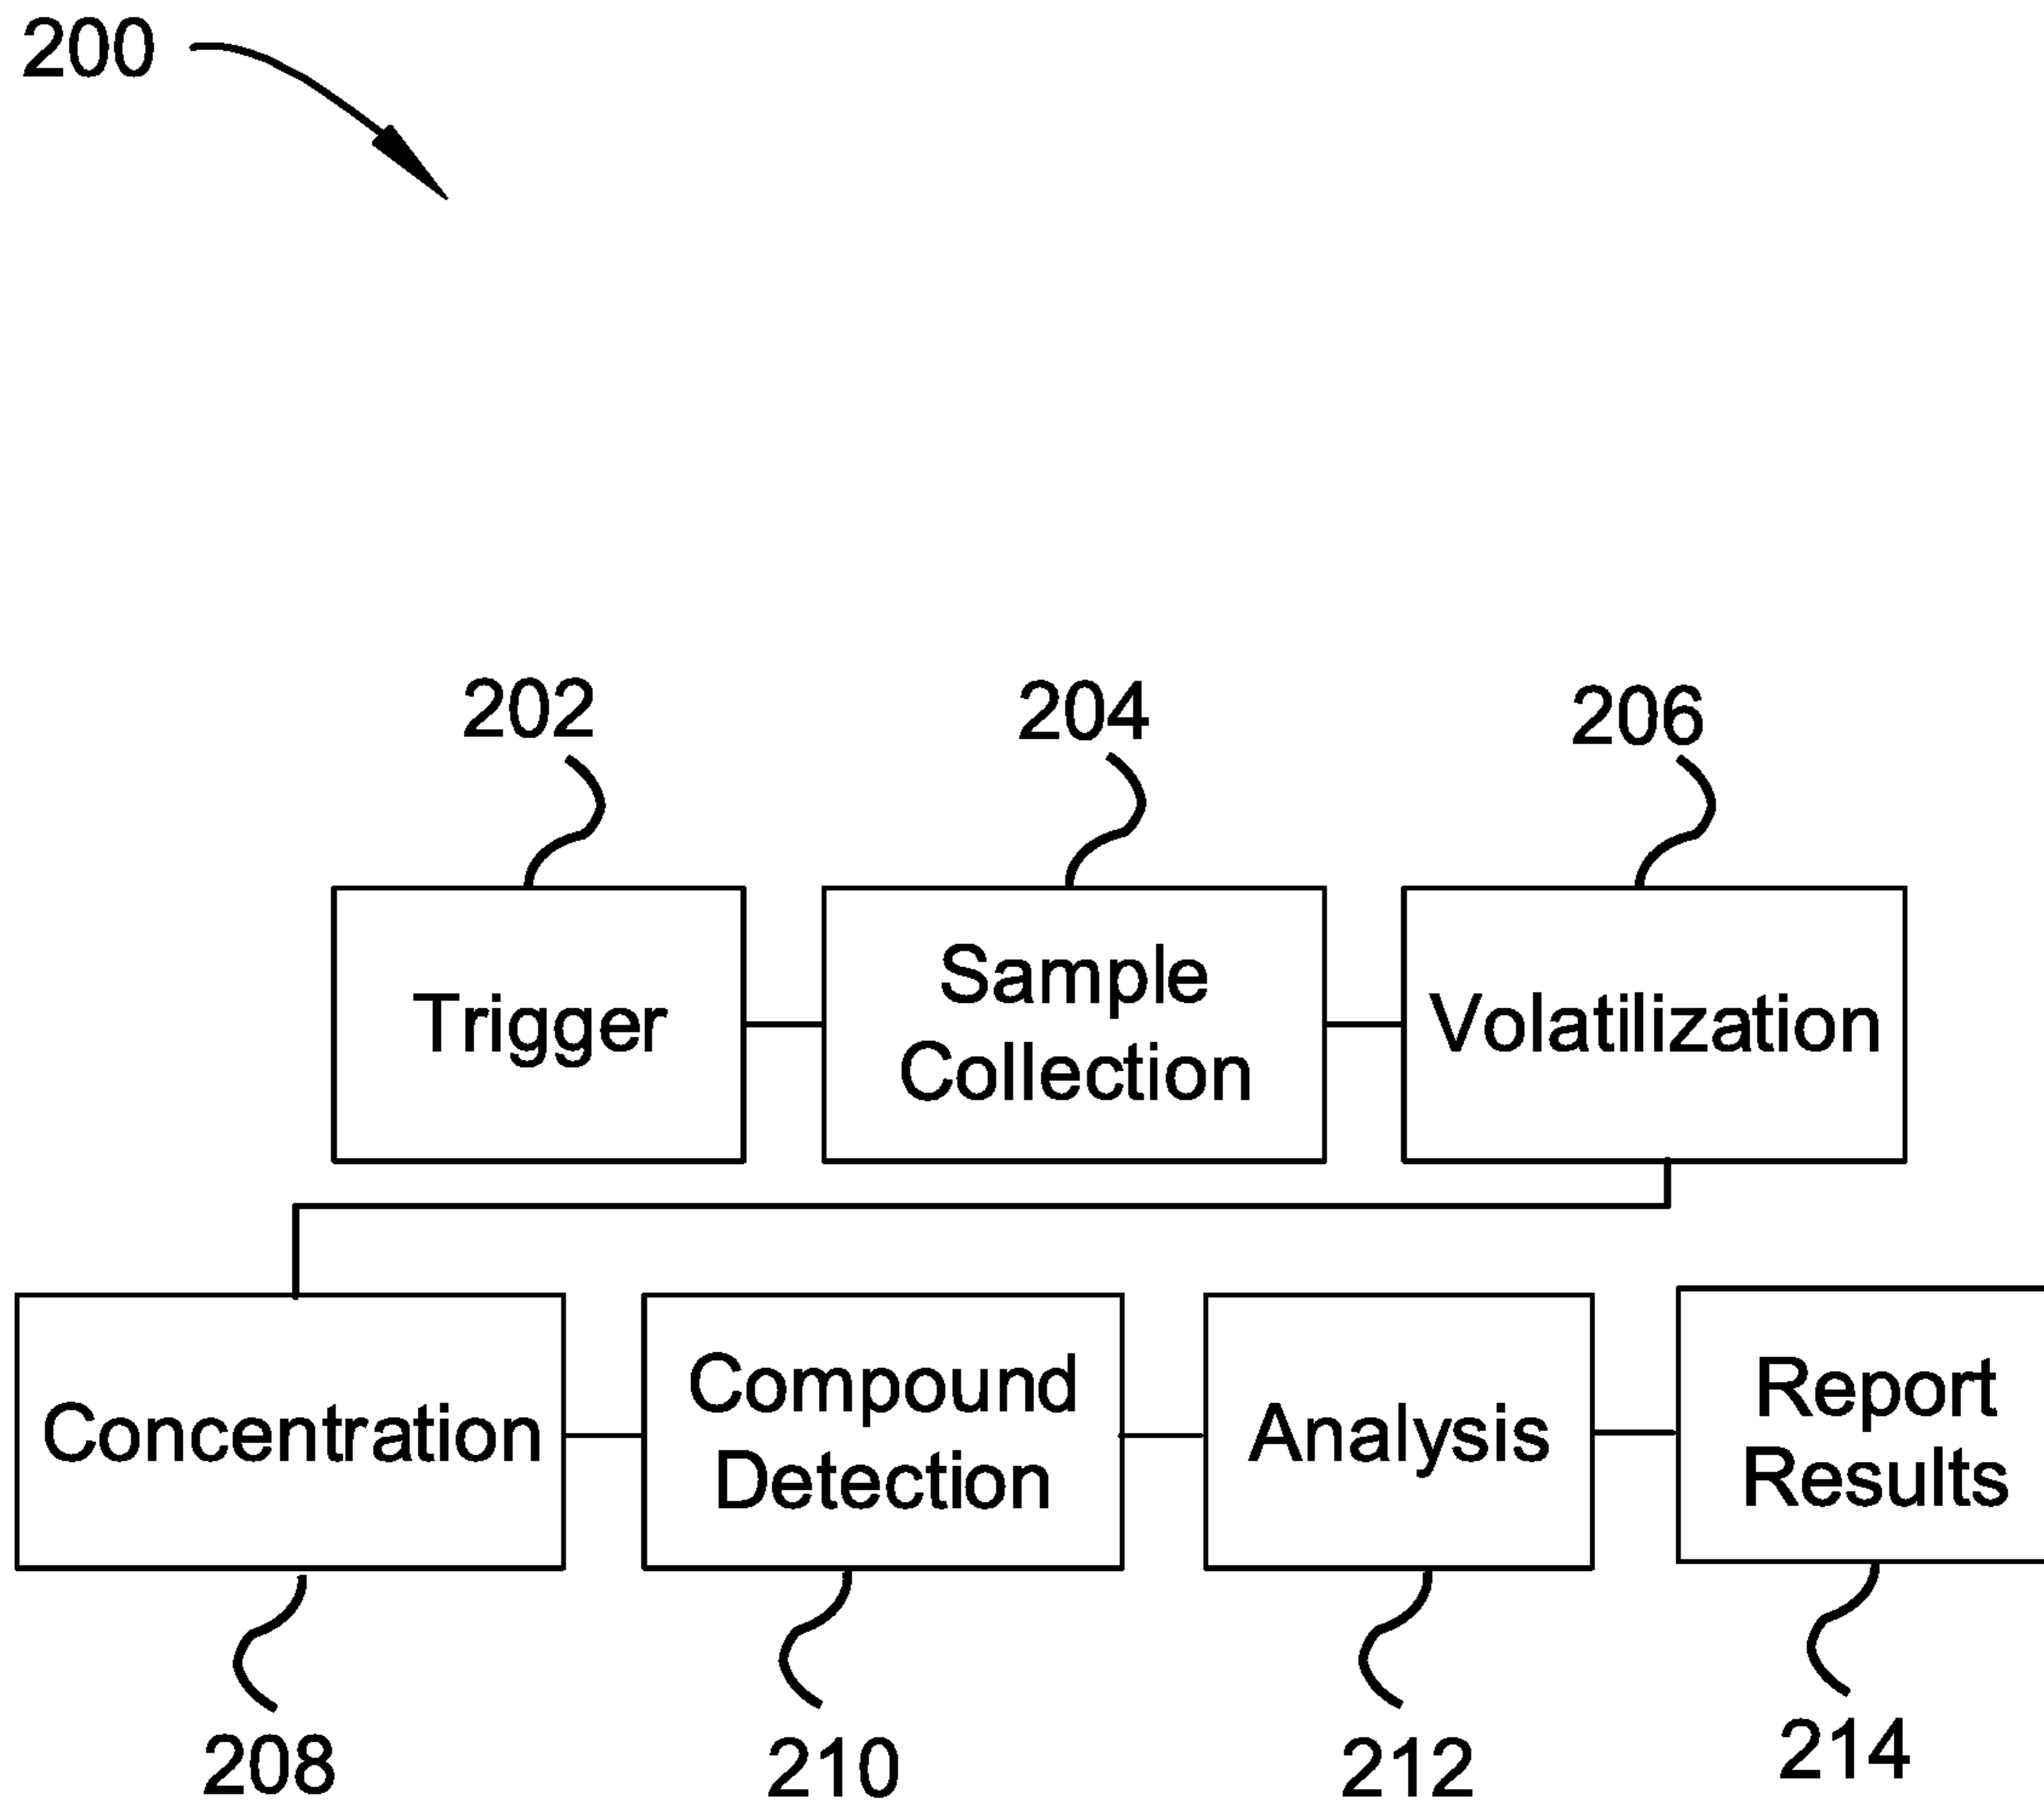 200
202
204
206
Trigger
Sample
Collection
Volatilization
Concentration
Compound
Detection
Analysis
Report
Results
208
210
212
214